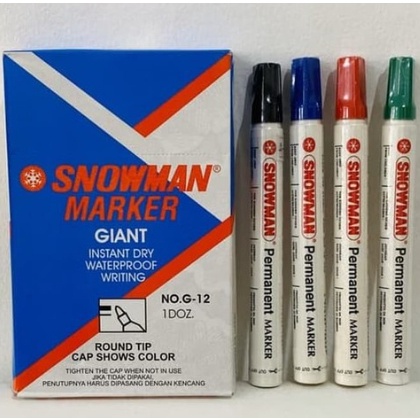 SNOWMAN®
MARKER
GIANT
INSTANT DRY
WATERPROOF
WRITING
NO.G-12
1 DOZ.
ROUND TIP
CAP SHOWS COLOR
TIGHTEN THE CAP WHEN NOT IN USE
JIKA TIDAK DIPAKAI,
PENUTUPNYA HARUS DIPASANG DENGAN KENCANG
SNOWMAN
Permanent MARKER
SNOWMAN
Permanent MARKER
SNOWMAN
Permanent MARKER
SNOWMAN
Permanent MARKER